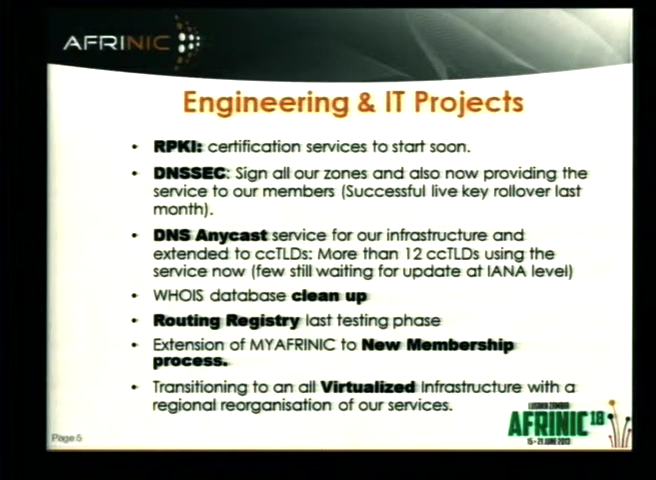 AFRINIC
Engineering & IT Projects
• RPKI: certification services to start soon.
• DNSSEC: Sign all our zones and also now providing the
service to our members (Successful live key rollover last
month).
• DNS Anycast service for our infrastructure and
extended to ccTLDs: More than 12 ccTLDs using the
service now (few still waiting for update at IANA level)
• WHOIS database clean up
• Routing Registry last testing phase
• Extension of MYAFRINIC to New Membership
process.
• Transitioning to an all Virtualized Infrastructure with a
regional reorganisation of our services.
LUSAKA ZAMBIA
AFRINIC 18
15 - 21 JUNE 2013
Page 5